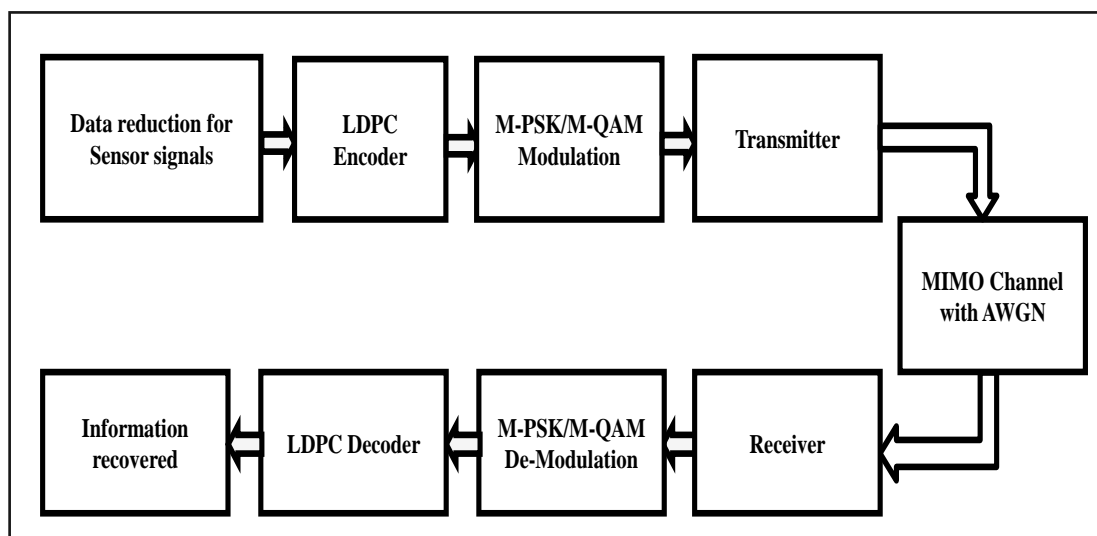 Data reduction for
Sensor signals
LDPC
Encoder
M-PSK/M-QAM
Modulation
Transmitter
MIMO Channel
with AWGN
Receiver
M-PSK/M-QAM
De-Modulation
LDPC Decoder
Information
recovered